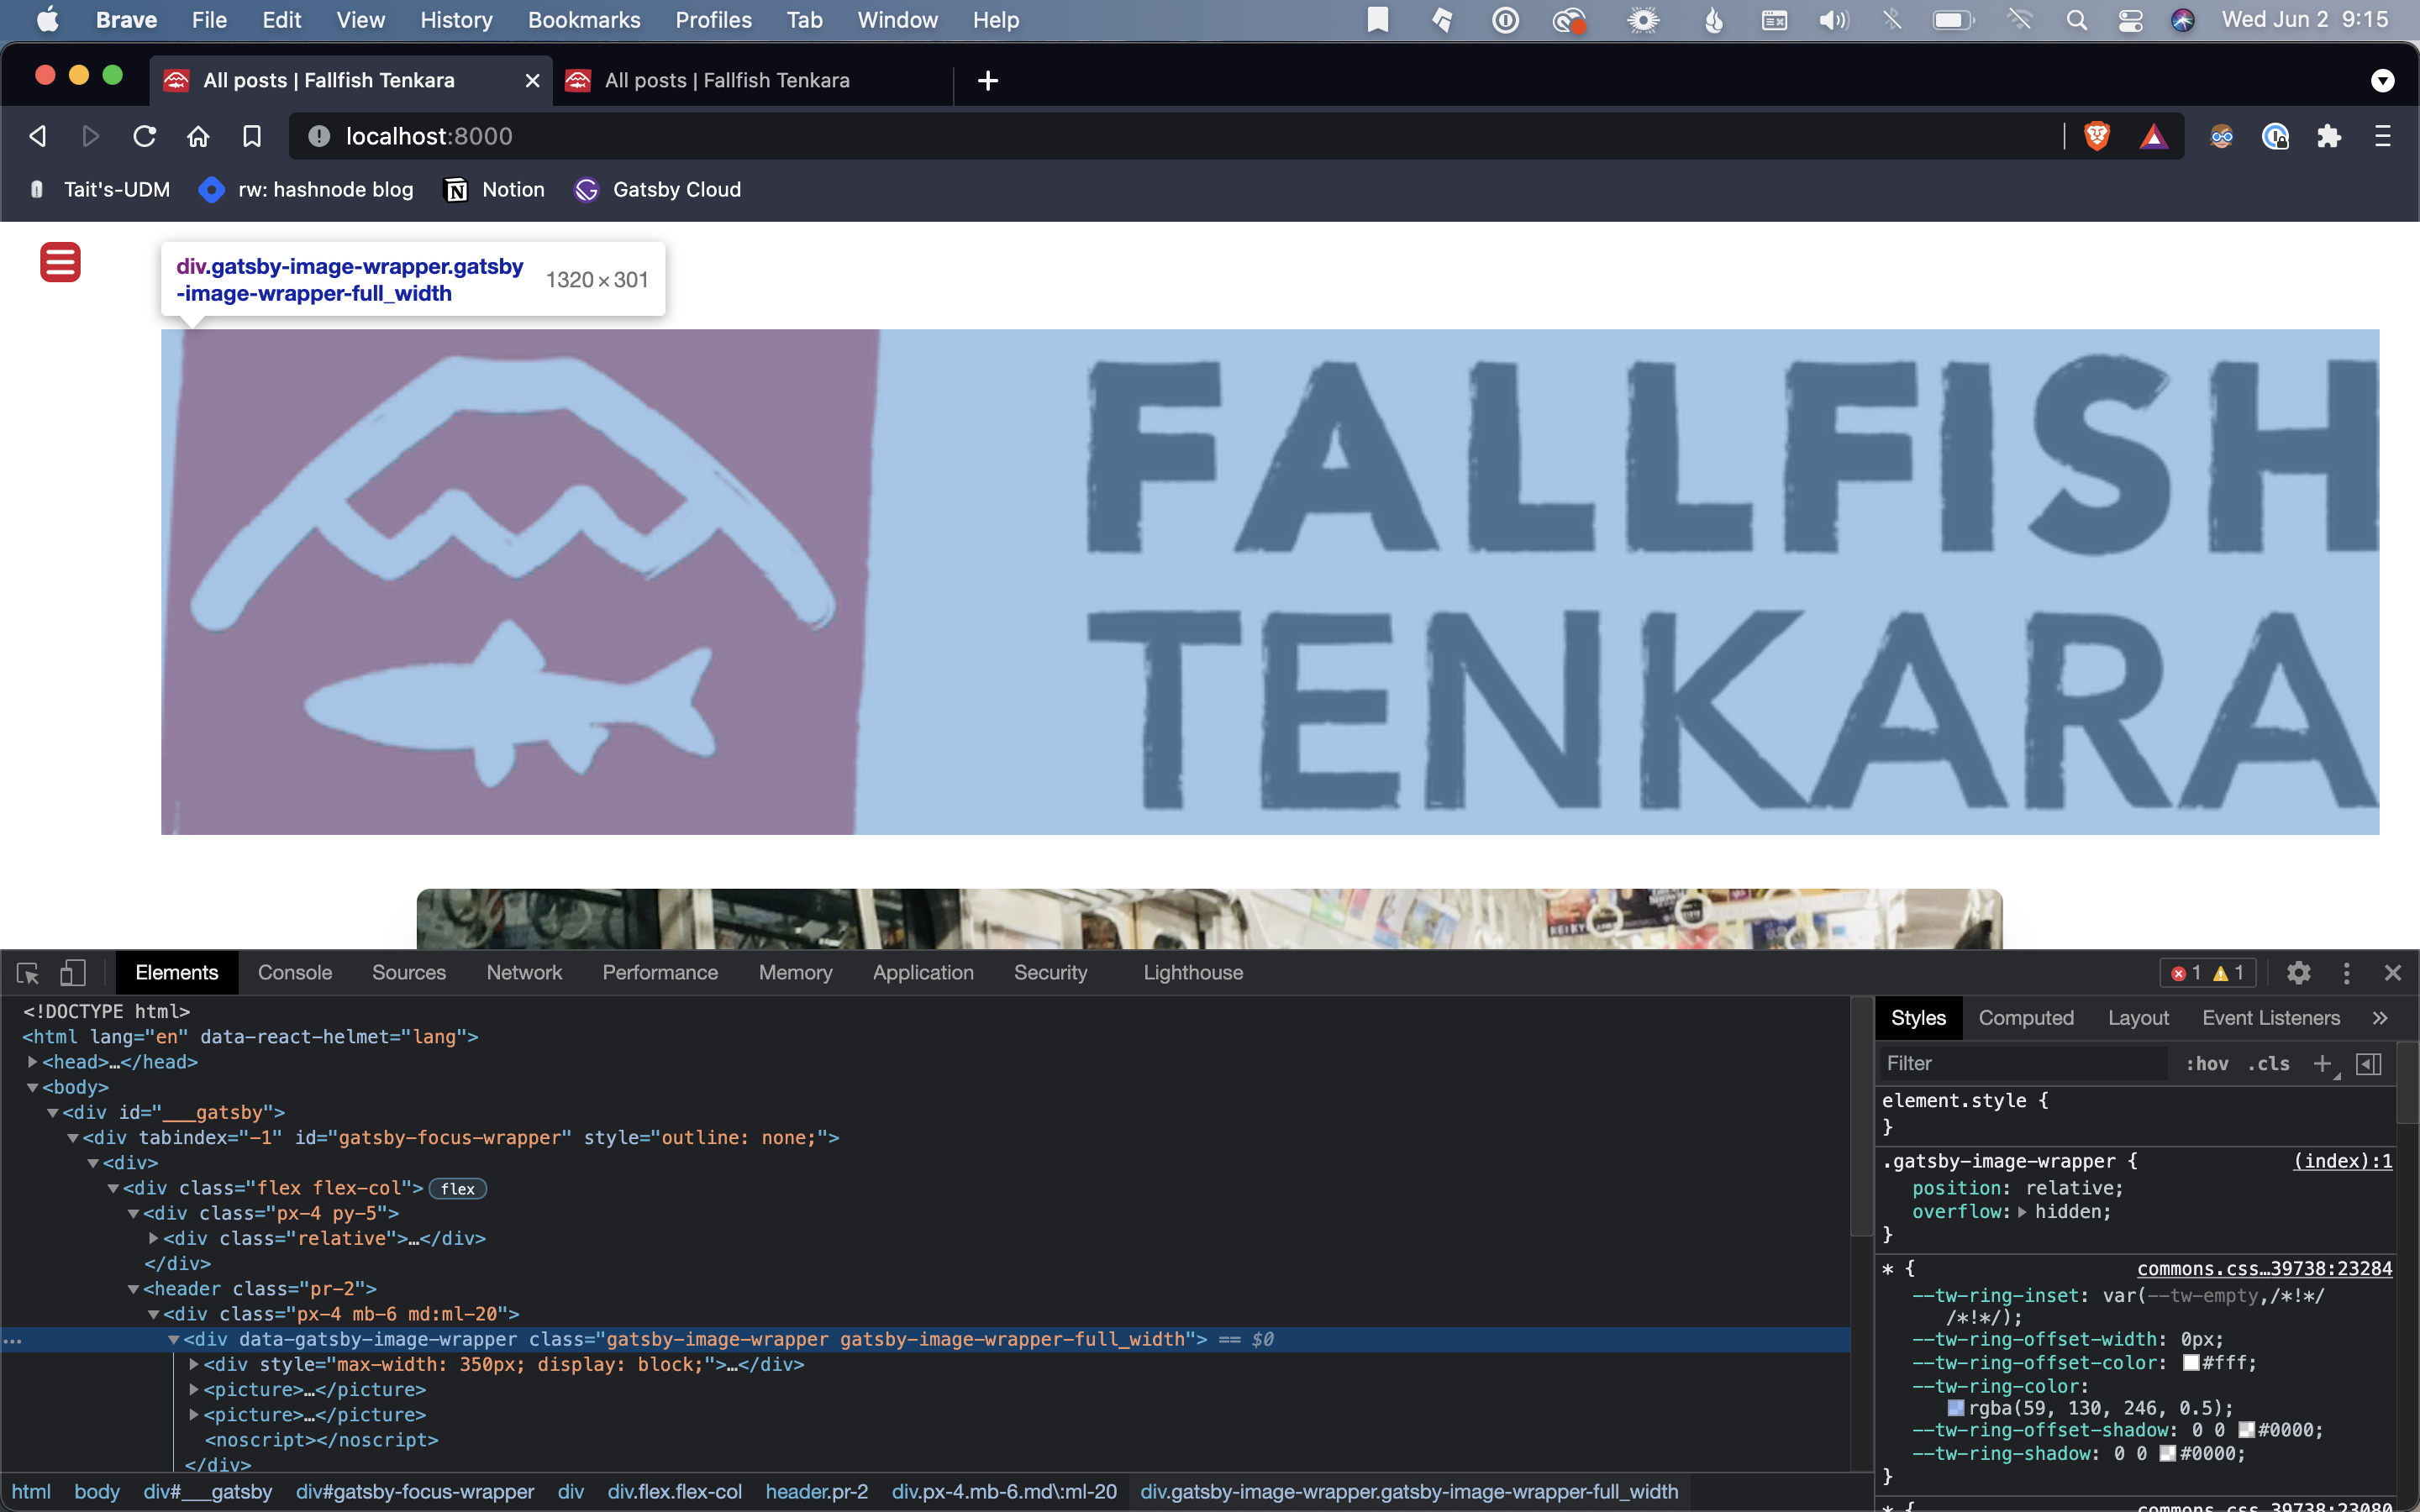 Brave File Edit View History Bookmarks Profiles Tab Window Help Wed Jun 2 9:15
All posts | Fallfish Tenkara All posts | Fallfish Tenkara
localhost:8000
Tait's-UDM rw: hashnode blog Notion Gatsby Cloud
div.gatsby-image-wrapper.gatsby
-image-wrapper-full_width
1320 × 301
FALLFISH
TENKARA
Elements Console Sources Network Performance Memory Application Security Lighthouse 1 1
<!DOCTYPE html>
<html lang="en" data-react-helmet="lang">
<head>…</head>
<body>
<div id="___gatsby">
<div tabindex="-1" id="gatsby-focus-wrapper" style="outline: none;">
<div>
<div class="flex flex-col"> flex
<div class="px-4 py-5">
<div class="relative">…</div>
</div>
<header class="pr-2">
<div class="px-4 mb-6 md:ml-20">
… <div data-gatsby-image-wrapper class="gatsby-image-wrapper gatsby-image-wrapper-full_width"> == $0
<div style="max-width: 350px; display: block;">…</div>
<picture>…</picture>
<picture>…</picture>
<noscript></noscript>
</div>
html body div#___gatsby div#gatsby-focus-wrapper div div.flex.flex-col header.pr-2 div.px-4.mb-6.md\:ml-20 div.gatsby-image-wrapper.gatsby-image-wrapper-full_width
Styles Computed Layout Event Listeners »
Filter :hov .cls +
element.style {
}
.gatsby-image-wrapper { (index):1
position: relative;
overflow: hidden;
}
* { commons.css…39738:23284
--tw-ring-inset: var(--tw-empty,/*!*/
/*!*/);
--tw-ring-offset-width: 0px;
--tw-ring-offset-color: #fff;
--tw-ring-color:
rgba(59, 130, 246, 0.5);
--tw-ring-offset-shadow: 0 0 #0000;
--tw-ring-shadow: 0 0 #0000;
}
* { commons.css…39738:23080